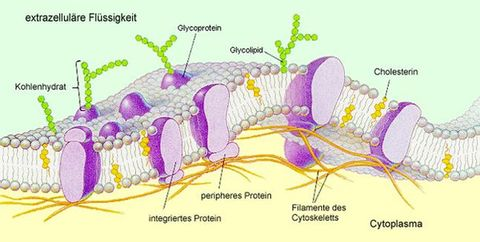 extrazelluläre Flüssigkeit
Glycoprotein
Glycolipid
Kohlenhydrat
Cholesterin
peripheres Protein
integriertes Protein
Filamente des
Cytoskeletts
Cytoplasma